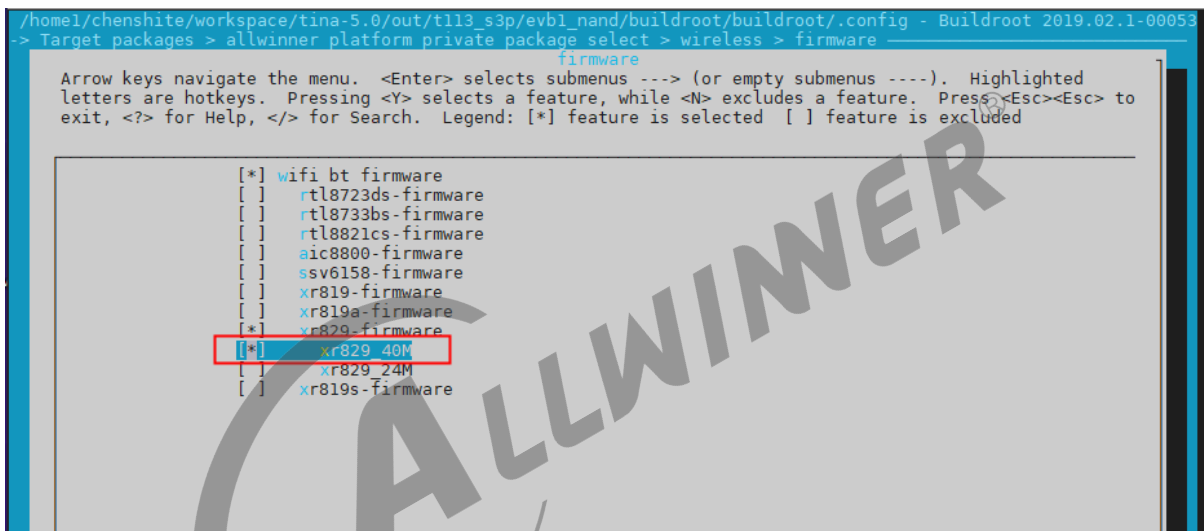 /home1/chenshite/workspace/tina-5.0/out/t113_s3p/evb1_nand/buildroot/buildroot/.config - Buildroot 2019.02.1-00053
-> Target packages > allwinner platform private package select > wireless > firmware
firmware
Arrow keys navigate the menu. <Enter> selects submenus ---> (or empty submenus ----). Highlighted
letters are hotkeys. Pressing <Y> selects a feature, while <N> excludes a feature. Press <Esc><Esc> to
exit, <?> for Help, </> for Search. Legend: [*] feature is selected [ ] feature is excluded
[*] wifi bt firmware
[ ] rtl8723ds-firmware
[ ] rtl8733bs-firmware
[ ] rtl8821cs-firmware
[ ] aic8800-firmware
[ ] ssv6158-firmware
[ ] xr819-firmware
[ ] xr819a-firmware
[*] xr829-firmware
[*] xr829_40M
[ ] xr829_24M
[ ] xr819s-firmware
ALLWINNER®